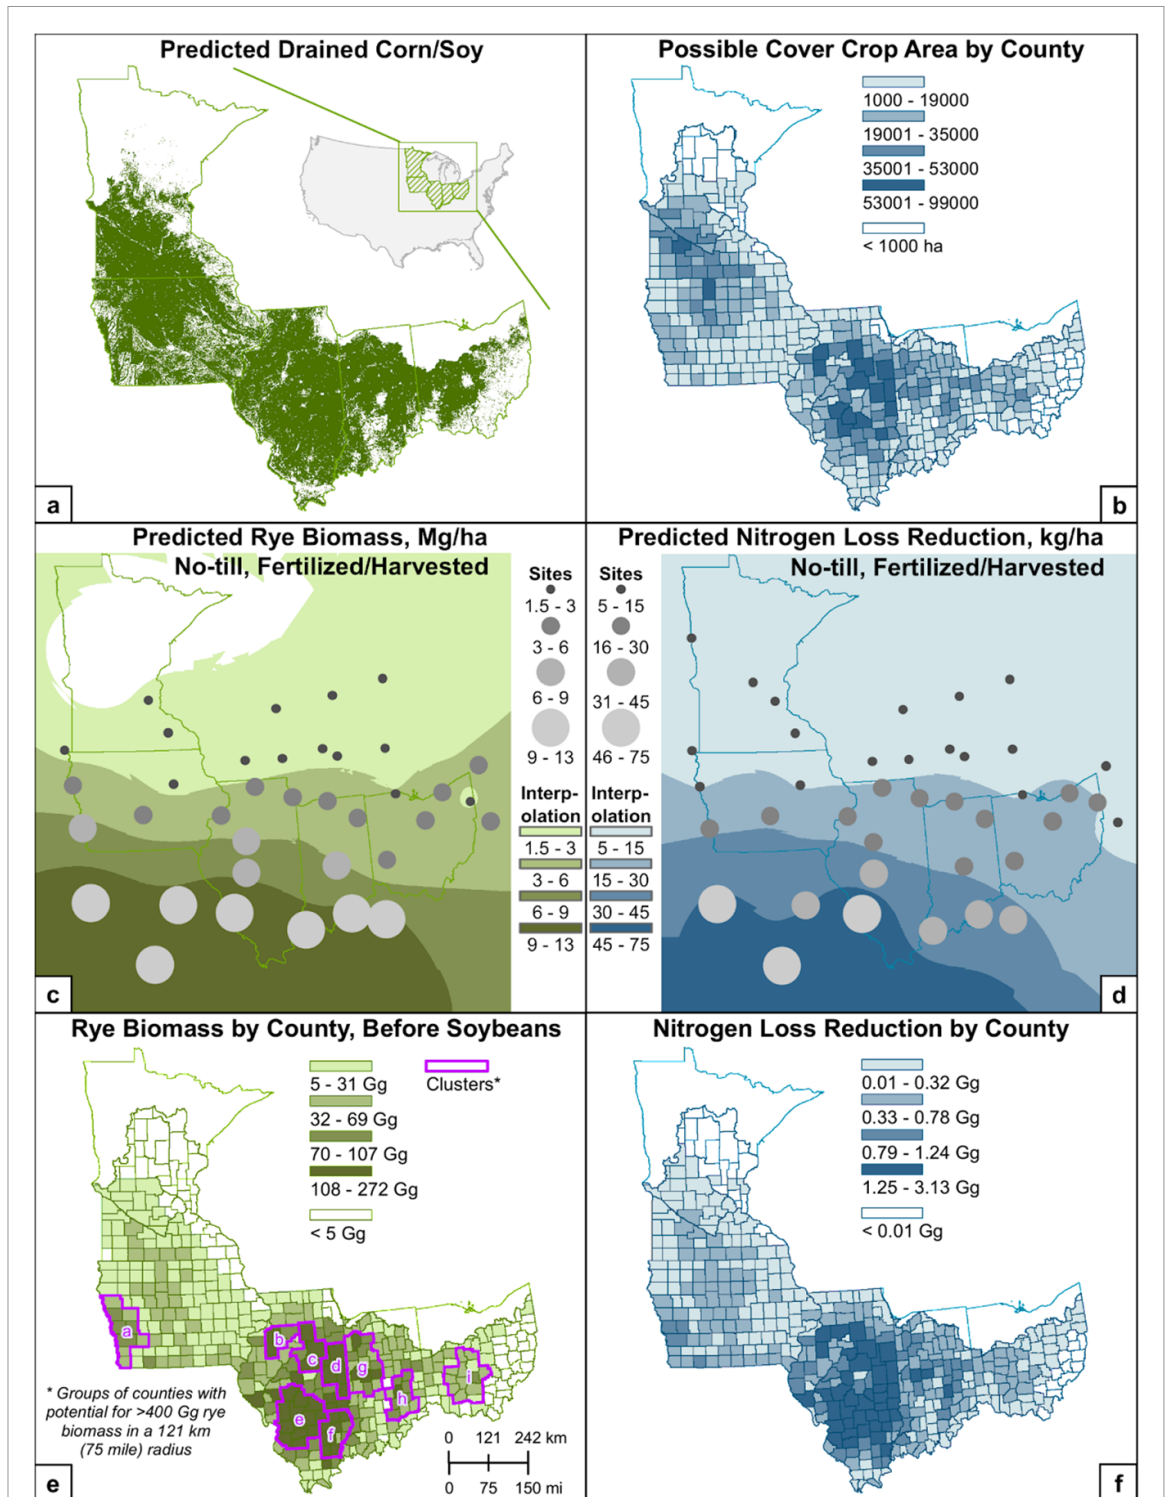 Predicted Drained Corn/Soy
a
Possible Cover Crop Area by County
1000 - 19000
19001 - 35000
35001 - 53000
53001 - 99000
< 1000 ha
b
Predicted Rye Biomass, Mg/ha
No-till, Fertilized/Harvested
c
Sites
1.5 - 3
3 - 6
6 - 9
9 - 13
Interp-
olation
1.5 - 3
3 - 6
6 - 9
9 - 13
Predicted Nitrogen Loss Reduction, kg/ha
No-till, Fertilized/Harvested
Sites
5 - 15
16 - 30
31 - 45
46 - 75
Interp-
olation
5 - 15
15 - 30
30 - 45
45 - 75
d
Rye Biomass by County, Before Soybeans
5 - 31 Gg
32 - 69 Gg
70 - 107 Gg
108 - 272 Gg
< 5 Gg
Clusters*
a
b
c
d
g
h
i
e
f
* Groups of counties with
potential for >400 Gg rye
biomass in a 121 km
(75 mile) radius
0 121 242 km
0 75 150 mi
e
Nitrogen Loss Reduction by County
0.01 - 0.32 Gg
0.33 - 0.78 Gg
0.79 - 1.24 Gg
1.25 - 3.13 Gg
< 0.01 Gg
f